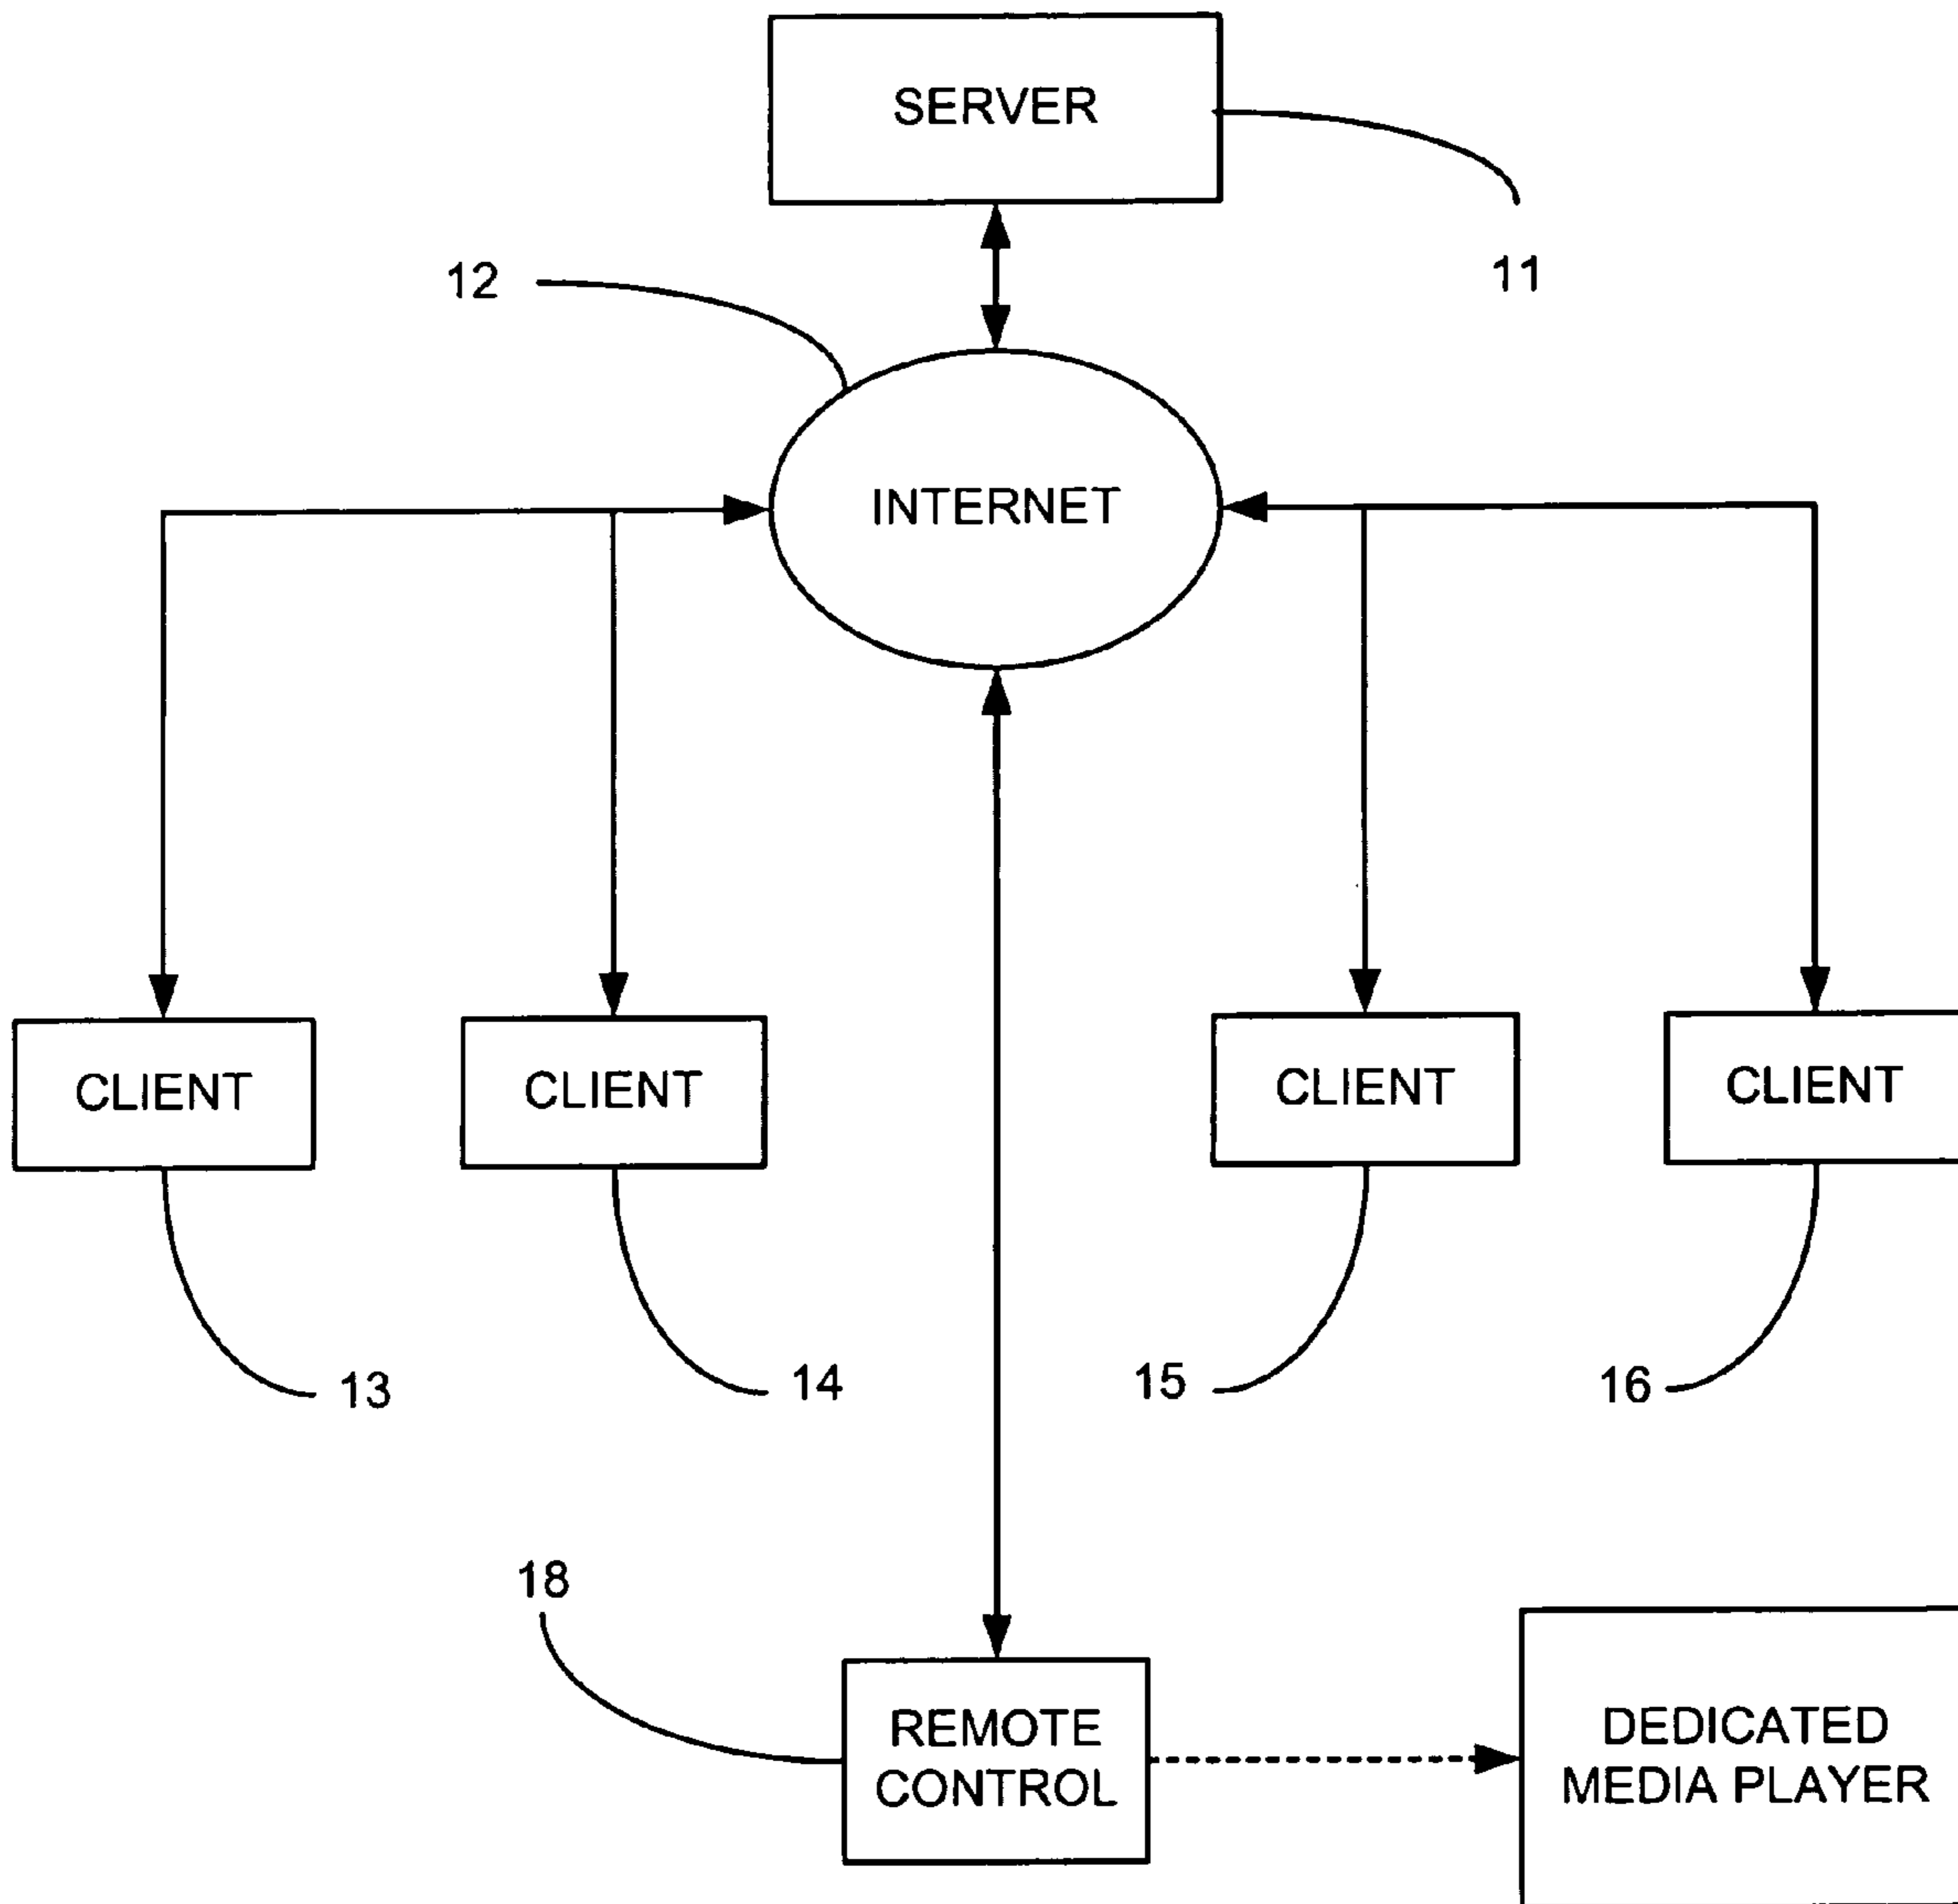 SERVER
11
12
INTERNET
CLIENT
CLIENT
CLIENT
CLIENT
13
14
15
16
18
REMOTE
CONTROL
DEDICATED
MEDIA PLAYER